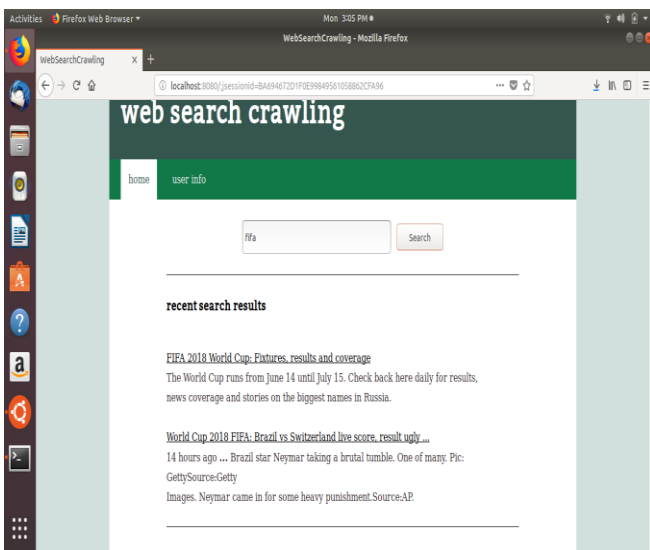 Activities Firefox Web Browser Mon 3:05 PM
WebSearchCrawling - Mozilla Firefox
WebSearchCrawling x +
localhost:8080/;jsessionid=BA694672D1F0E99849561058B62CFA96
web search crawling
home user info
fifa Search
recent search results
FIFA 2018 World Cup: Fixtures, results and coverage
The World Cup runs from June 14 until July 15. Check back here daily for results,
news coverage and stories on the biggest names in Russia.
World Cup 2018 FIFA: Brazil vs Switzerland live score, result ugly ...
14 hours ago ... Brazil star Neymar taking a brutal tumble. One of many. Pic:
GettySource:Getty
Images. Neymar came in for some heavy punishment.Source:AP.